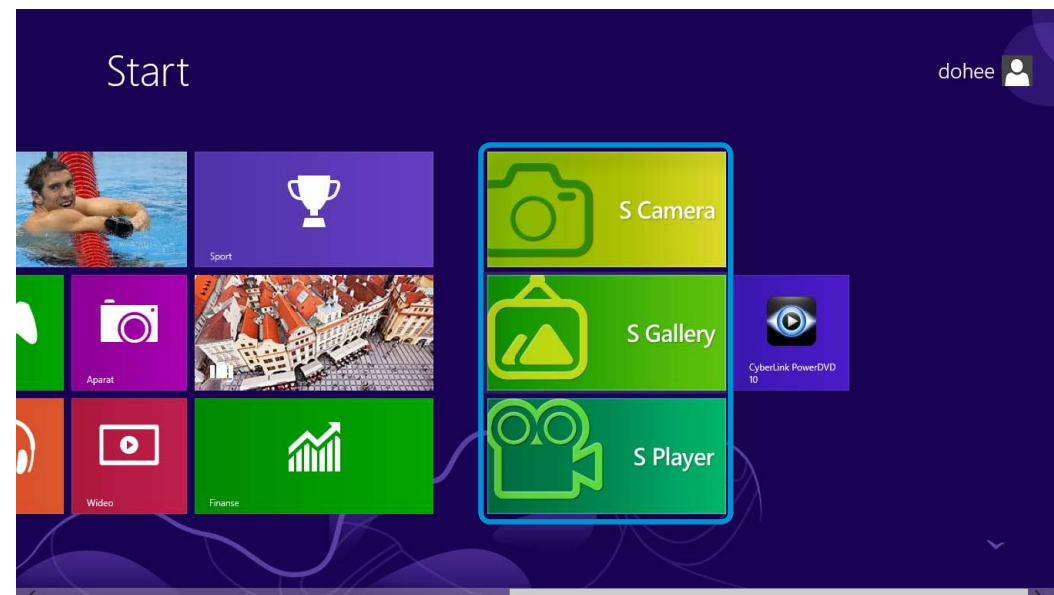 Start
dohee
Sport
S Camera
Aparat
S Gallery
CyberLink PowerDVD
10
Wideo
Finanse
S Player